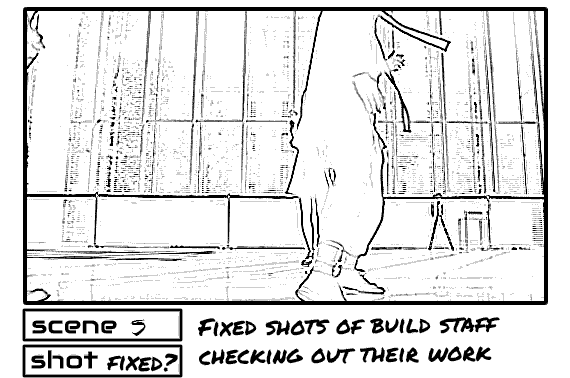 scene 5
FIXED SHOTS OF BUILD STAFF
shot FIXED?
CHECKING OUT THEIR WORK